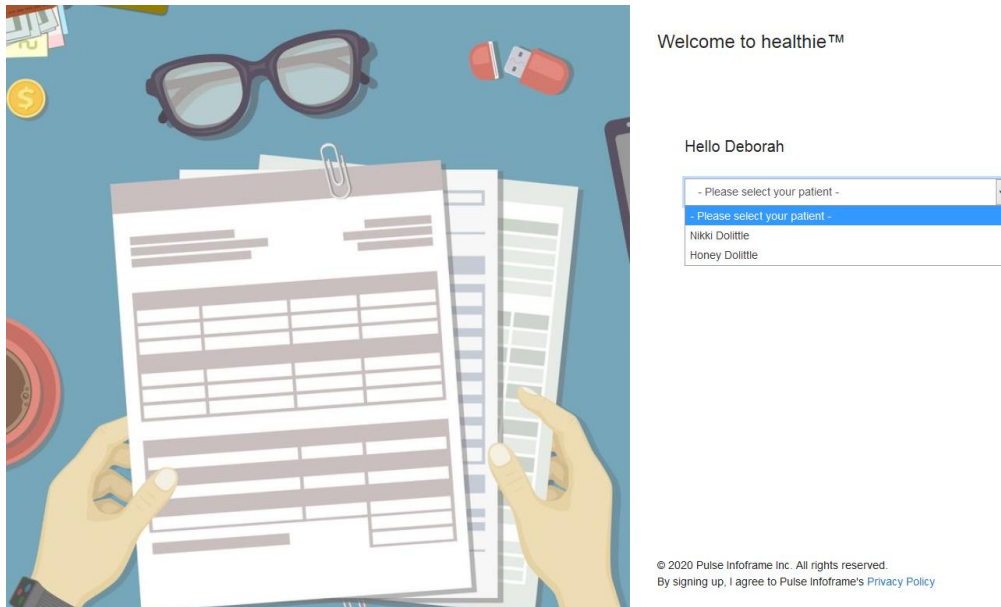 Welcome to healthie™
Hello Deborah
- Please select your patient -
- Please select your patient -
Nikki Dolittle
Honey Dolittle
© 2020 Pulse Infoframe Inc. All rights reserved.
By signing up, I agree to Pulse Infoframe's Privacy Policy